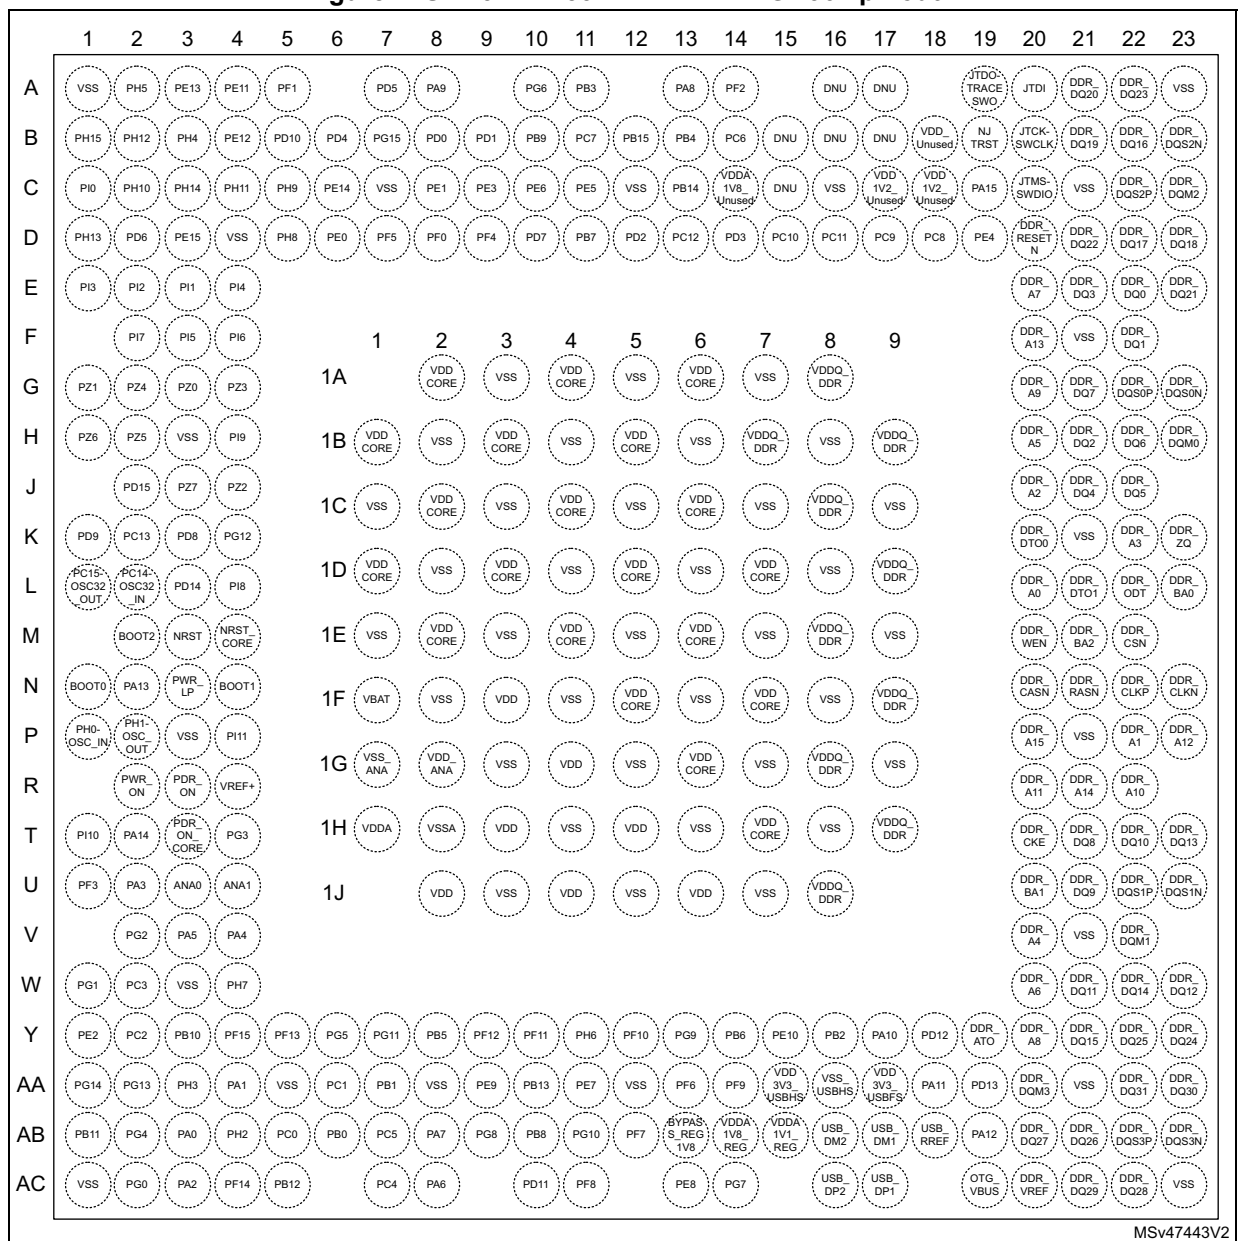 1 2 3 4 5 6 7 8 9 10 11 12 13 14 15 16 17 18 19 20 21 22 23
A VSS PH5 PE13 PE11 PF1 PD5 PA9 PG6 PB3 PA8 PF2 DNU DNU JTDO-TRACE SWO JTDI DDR_DQ20 DDR_DQ23 VSS
B PH15 PH12 PH4 PE12 PD10 PD4 PG15 PD0 PD1 PB9 PC7 PB15 PB4 PC6 DNU DNU DNU VDD_Unused NJ TRST JTCK-SWCLK DDR_DQ19 DDR_DQ16 DDR_DQS2N
C PI0 PH10 PH14 PH11 PH9 PE14 VSS PE1 PE3 PE6 PE5 VSS PB14 VDDA 1V8_Unused DNU VSS VDD 1V2_Unused VDD 1V2_Unused PA15 JTMS-SWDIO VSS DDR_DQS2P DDR_DQM2
D PH13 PD6 PE15 VSS PH8 PE0 PF5 PF0 PF4 PD7 PB7 PD2 PC12 PD3 PC10 PC11 PC9 PC8 PE4 DDR_RESET N DDR_DQ22 DDR_DQ17 DDR_DQ18
E PI3 PI2 PI1 PI4 DDR_A7 DDR_DQ3 DDR_DQ0 DDR_DQ21
F PI7 PI5 PI6 1 2 3 4 5 6 7 8 9 DDR_A13 VSS DDR_DQ1
1A VDD CORE VSS VDD CORE VSS VDD CORE VSS VDDQ_DDR
G PZ1 PZ4 PZ0 PZ3 DDR_A9 DDR_DQ7 DDR_DQS0P DDR_DQS0N
H PZ6 PZ5 VSS PI9 1B VDD CORE VSS VDD CORE VSS VDD CORE VSS VDDQ_DDR VSS VDDQ_DDR DDR_A5 DDR_DQ2 DDR_DQ6 DDR_DQM0
J PD15 PZ7 PZ2 DDR_A2 DDR_DQ4 DDR_DQ5
1C VSS VDD CORE VSS VDD CORE VSS VDD CORE VSS VDDQ_DDR VSS
K PD9 PC13 PD8 PG12 DDR_DTO0 VSS DDR_A3 DDR_ZQ
1D VDD CORE VSS VDD CORE VSS VDD CORE VSS VDD CORE VSS VDDQ_DDR
L PC15-OSC32_OUT PC14-OSC32_IN PD14 PI8 DDR_A0 DDR_DTO1 DDR_ODT DDR_BA0
M BOOT2 NRST NRST_CORE 1E VSS VDD CORE VSS VDD CORE VSS VDD CORE VSS VDDQ_DDR VSS DDR_WEN DDR_BA2 DDR_CSN
N BOOT0 PA13 PWR_LP BOOT1 1F VBAT VSS VDD VSS VDD CORE VSS VDD CORE VSS VDDQ_DDR DDR_CASN DDR_RASN DDR_CLKP DDR_CLKN
P PH0-OSC_IN PH1-OSC_OUT VSS PI11 DDR_A15 VSS DDR_A1 DDR_A12
1G VSS_ANA VDD_ANA VSS VDD VSS VDD CORE VSS VDDQ_DDR VSS
R PWR_ON PDR_ON VREF+ DDR_A11 DDR_A14 DDR_A10
T PI10 PA14 PDR_ON_CORE PG3 1H VDDA VSSA VDD VSS VDD VSS VDD CORE VSS VDDQ_DDR DDR_CKE DDR_DQ8 DDR_DQ10 DDR_DQ13
U PF3 PA3 ANA0 ANA1 1J VDD VSS VDD VSS VDD VSS VDDQ_DDR DDR_BA1 DDR_DQ9 DDR_DQS1P DDR_DQS1N
V PG2 PA5 PA4 DDR_A4 VSS DDR_DQM1
W PG1 PC3 VSS PH7 DDR_A6 DDR_DQ11 DDR_DQ14 DDR_DQ12
Y PE2 PC2 PB10 PF15 PF13 PG5 PG11 PB5 PF12 PF11 PH6 PF10 PG9 PB6 PE10 PB2 PA10 PD12 DDR_ATO DDR_A8 DDR_DQ15 DDR_DQ25 DDR_DQ24
AA PG14 PG13 PH3 PA1 VSS PC1 PB1 VSS PE9 PB13 PE7 VSS PF6 PF9 VDD 3V3_USBHS VSS_USBHS VDD 3V3_USBFS PA11 PD13 DDR_DQM3 VSS DDR_DQ31 DDR_DQ30
AB PB11 PG4 PA0 PH2 PC0 PB0 PC5 PA7 PG8 PB8 PG10 PF7 BYPAS S_REG 1V8 VDDA 1V8_REG VDDA 1V1_REG USB_DM2 USB_DM1 USB_RREF PA12 DDR_DQ27 DDR_DQ26 DDR_DQS3P DDR_DQS3N
AC VSS PG0 PA2 PF14 PB12 PC4 PA6 PD11 PF8 PE8 PG7 USB_DP2 USB_DP1 OTG_VBUS DDR_VREF DDR_DQ29 DDR_DQ28 VSS
MSv47443V2